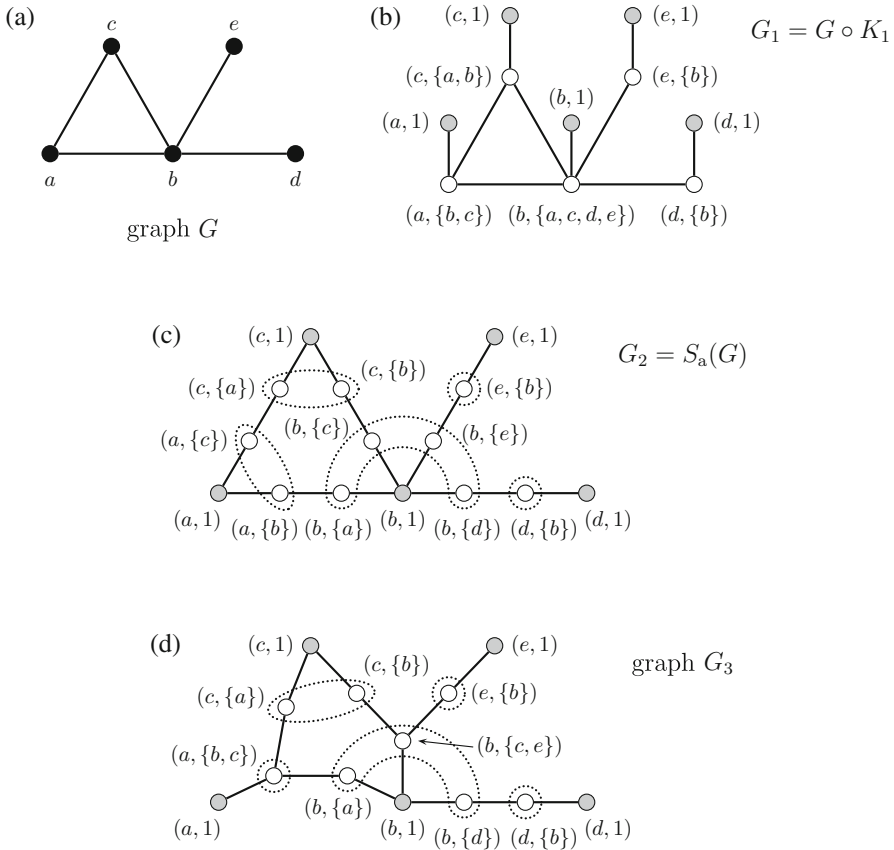 (a)
c
e
a
b
d
graph G
(b)
(c, 1)
(e, 1)
G₁ = G ∘ K₁
(c, {a, b})
(e, {b})
(b, 1)
(a, 1)
(d, 1)
(a, {b, c})
(b, {a, c, d, e})
(d, {b})
(c)
(c, 1)
(e, 1)
G₂ = Sₐ(G)
(c, {a})
(c, {b})
(e, {b})
(a, {c})
(b, {c})
(b, {e})
(a, 1)
(a, {b})
(b, {a})
(b, 1)
(b, {d})
(d, {b})
(d, 1)
(d)
(c, 1)
(e, 1)
graph G₃
(c, {b})
(c, {a})
(e, {b})
(a, {b, c})
(b, {c, e})
(a, 1)
(b, {a})
(b, 1)
(b, {d})
(d, {b})
(d, 1)